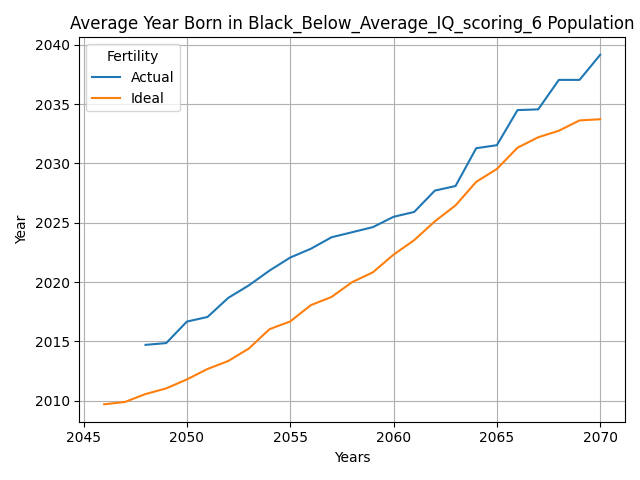 Average Year Born in Black_Below_Average_IQ_scoring_6 Population
Fertility
Actual
Ideal
Year
2040
2035
2030
2025
2020
2015
2010
2045 2050 2055 2060 2065 2070
Years